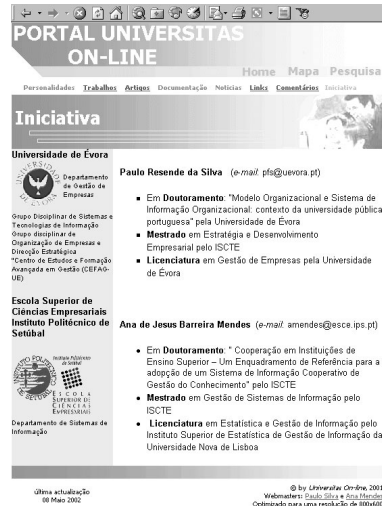 PORTAL UNIVERSITAS
ON-LINE
Home Mapa Pesquisa
Personalidades Trabalhos Artigos Documentação Noticias Links Comentários Iniciativa
Iniciativa
Universidade de Évora
Departamento
de Gestão de
Empresas
Grupo Disciplinar de Sistemas e
Tecnologias de Informação
Grupo disciplinar de
Organização de Empresas e
Direcção Estratégica
"Centro de Estudos e Formação
Avançada em Gestão (CEFAG-
UE)
Paulo Resende da Silva (e-mail. pfs@uevora.pt)
Em Doutoramento: "Modelo Organizacional e Sistema de
Informação Organizacional: contexto da universidade pública
portuguesa" pela Universidade de Évora
Mestrado em Estratégia e Desenvolvimento
Empresarial pelo ISCTE
Licenciatura em Gestão de Empresas pela Universidade
de Évora
Escola Superior de
Ciências Empresariais
Instituto Politécnico de
Setúbal
Instituto Politécnico de Setúbal
ESCOLA
SUPERIOR DE
CIÊNCIAS
EMPRESARIAIS
Departamento de Sistemas de
Informação
Ana de Jesus Barreira Mendes (e-mail. amendes@esce.ips.pt)
Em Doutoramento: " Cooperação em Instituições de
Ensino Superior – Um Enquadramento de Referência para a
adopção de um Sistema de Informação Cooperativo de
Gestão do Conhecimento" pelo ISCTE
Mestrado em Gestão de Sistemas de Informação pelo
ISCTE
Licenciatura em Estatística e Gestão de Informação pelo
Instituto Superior de Estatística de Gestão de Informação da
Universidade Nova de Lisboa
última actualização
08 Maio 2002
© by Universitas On-line, 2001
Webmasters: Paulo Silva e Ana Mendes
Optimizado para uma resolução de 800x600